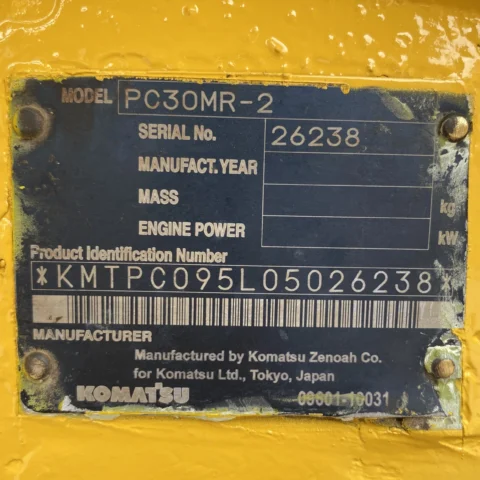 MODEL PC30MR-2
SERIAL No. 26238
MANUFACT. YEAR
MASS kg
ENGINE POWER kW
Product Identification Number
*KMTPC095L05026238*
MANUFACTURER
Manufactured by Komatsu Zenoah Co.
for Komatsu Ltd., Tokyo, Japan
KOMATSU 09601-10031